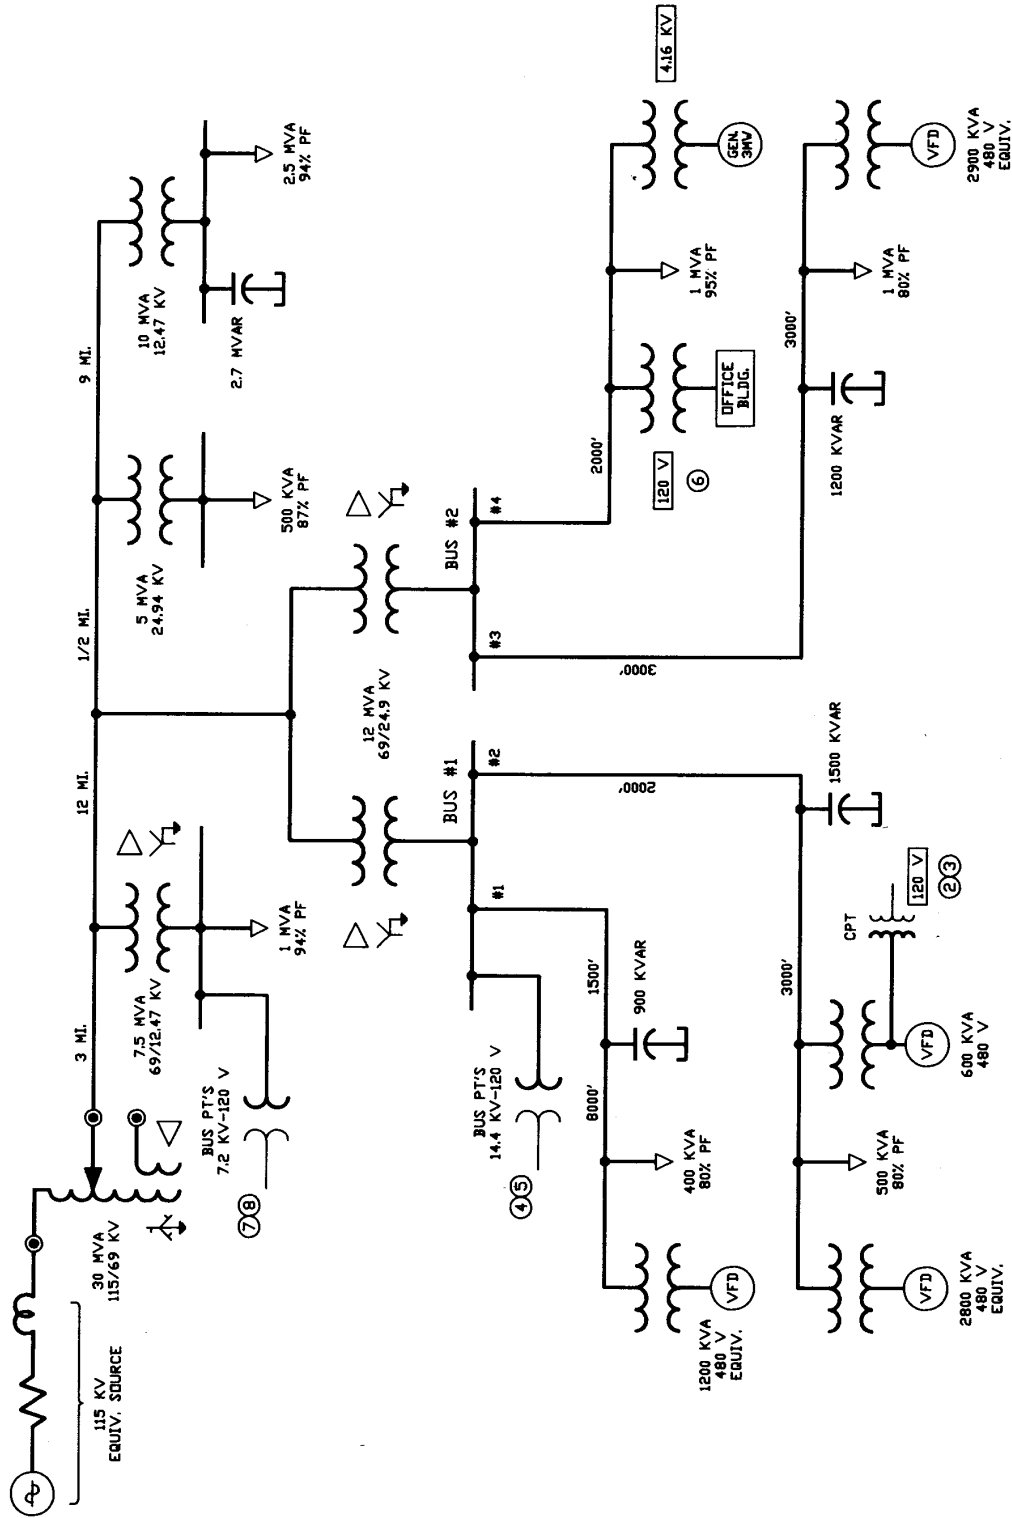 115 KV
EQUIV. SOURCE
30 MVA
115/69 KV
3 MI.
12 MI.
1/2 MI.
9 MI.
7.5 MVA
69/12.47 KV
1 MVA
94% PF
BUS PT'S
7.2 KV-120 V
7 8
5 MVA
24.94 KV
500 KVA
87% PF
10 MVA
12.47 KV
2.7 MVAR
2.5 MVA
94% PF
12 MVA
69/24.9 KV
BUS #1
BUS #2
#1
#2
#3
#4
BUS PT'S
14.4 KV-120 V
4 5
1500'
8000'
900 KVAR
400 KVA
80% PF
VFD
1200 KVA
480 V
EQUIV.
2000'
3000'
1500 KVAR
CPT
120 V
2 3
VFD
600 KVA
480 V
500 KVA
80% PF
VFD
2800 KVA
480 V
EQUIV.
2000'
120 V
6
OFFICE
BLDG.
1 MVA
95% PF
4.16 KV
GEN.
3MW
3000'
3000'
1200 KVAR
1 MVA
80% PF
VFD
2900 KVA
480 V
EQUIV.